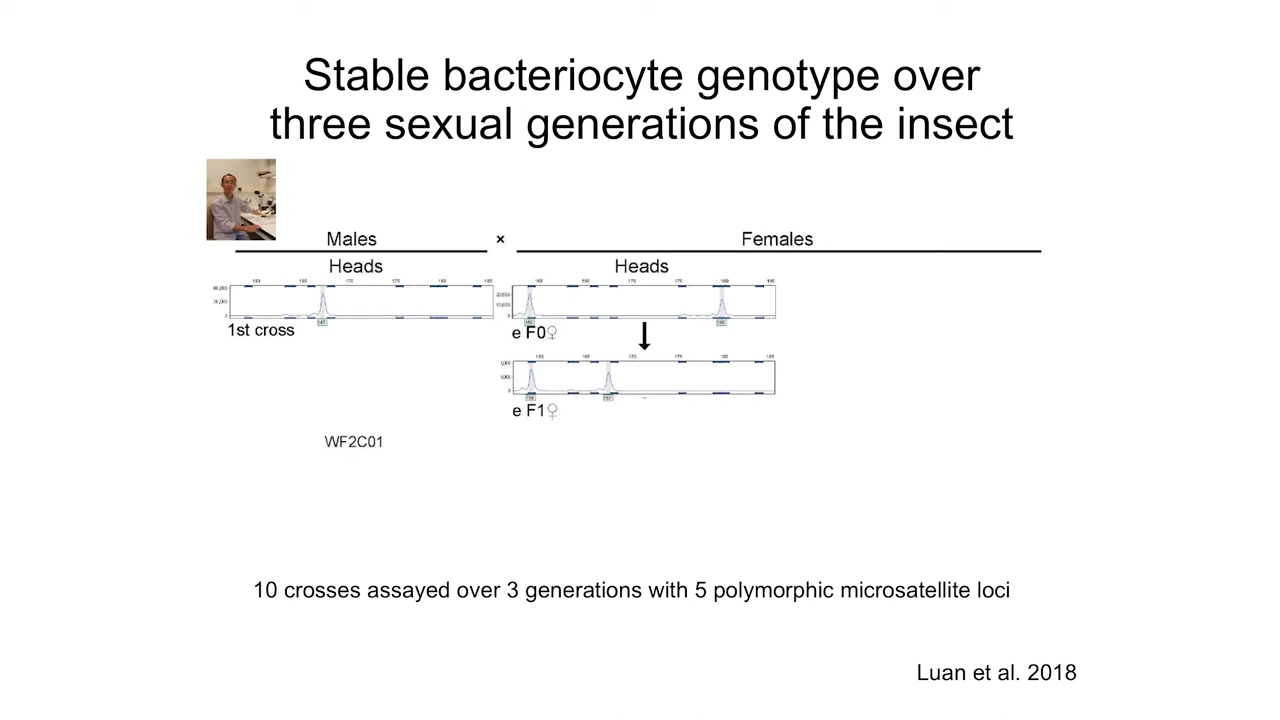 Stable bacteriocyte genotype over
three sexual generations of the insect
Males × Females
Heads Heads
1st cross
e F0♀
e F1♀
WF2C01
10 crosses assayed over 3 generations with 5 polymorphic microsatellite loci
Luan et al. 2018